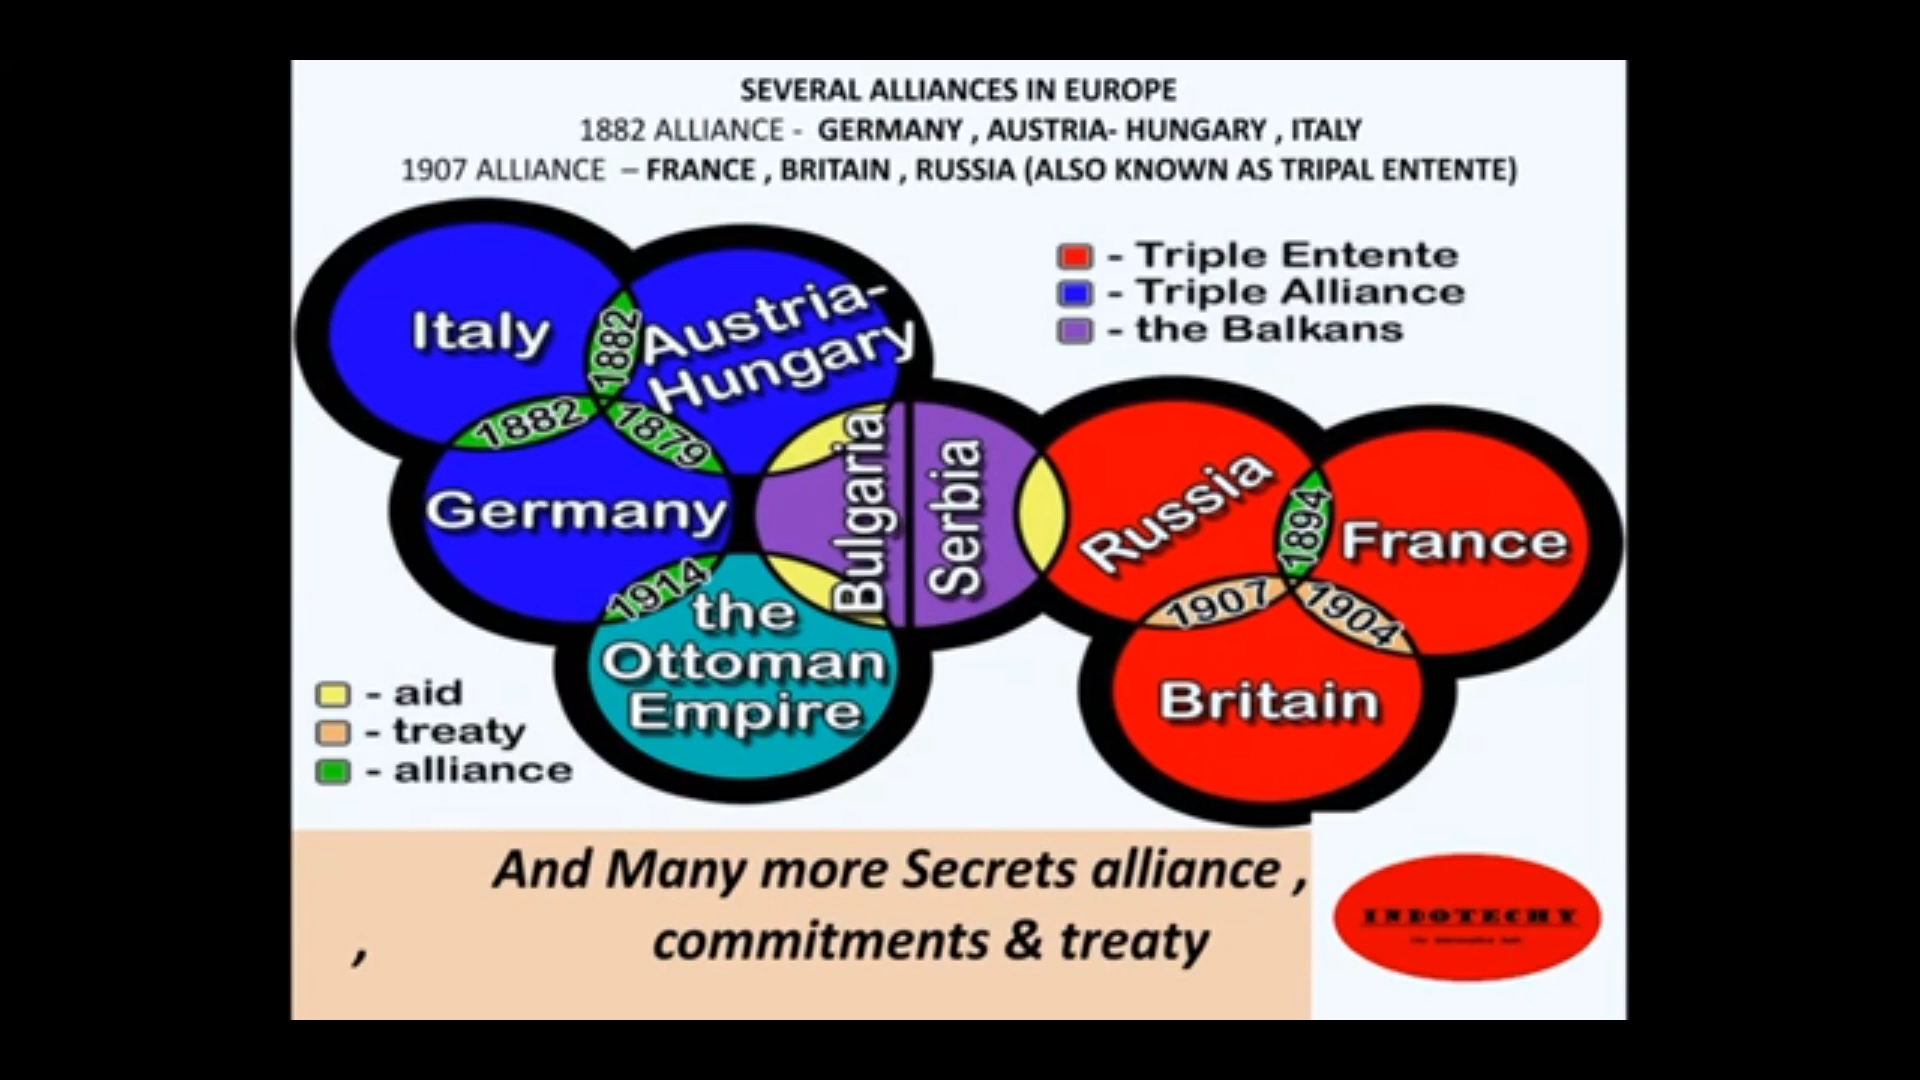 SEVERAL ALLIANCES IN EUROPE
1882 ALLIANCE - GERMANY , AUSTRIA- HUNGARY , ITALY
1907 ALLIANCE – FRANCE , BRITAIN , RUSSIA (ALSO KNOWN AS TRIPAL ENTENTE)
- Triple Entente
- Triple Alliance
- the Balkans
Italy
1882
Austria-
Hungary
1882
1879
Germany
Bulgaria
Serbia
Russia
1894
France
1914
the
Ottoman
Empire
1907
1904
Britain
- aid
- treaty
- alliance
And Many more Secrets alliance ,
, commitments & treaty
INDOTECHY